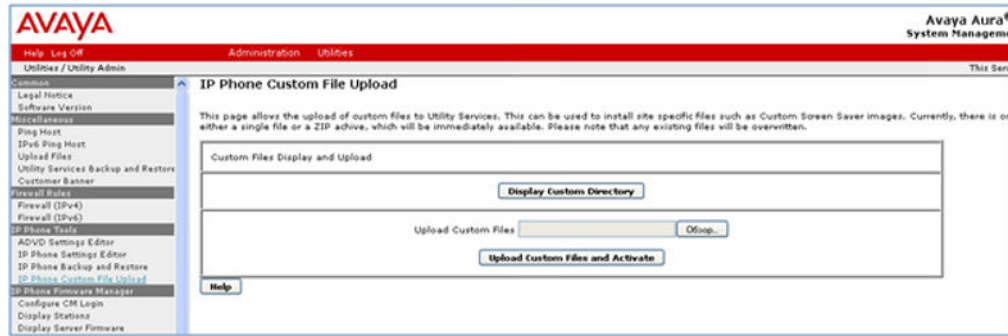 AVAYA
Avaya Aura®
System Manageme
Help Log Off Administration Utilities
Utilities / Utility Admin This Ser
Common
Legal Notice
Software Version
Miscellaneous
Ping Host
IPv6 Ping Host
Upload Files
Utility Services Backup and Restore
Customer Banner
Firewall Rules
Firewall (IPv4)
Firewall (IPv6)
IP Phone Tools
ADVD Settings Editor
IP Phone Settings Editor
IP Phone Backup and Restore
IP Phone Custom File Upload
IP Phone Firmware Manager
Configure CM Login
Display Stations
Display Server Firmware
IP Phone Custom File Upload
This page allows the upload of custom files to Utility Services. This can be used to install site specific files such as Custom Screen Saver images. Currently, there is o
either a single file or a ZIP achive, which will be immediately available. Please note that any existing files will be overwritten.
Custom Files Display and Upload
Display Custom Directory
Upload Custom Files Обзор...
Upload Custom Files and Activate
Help